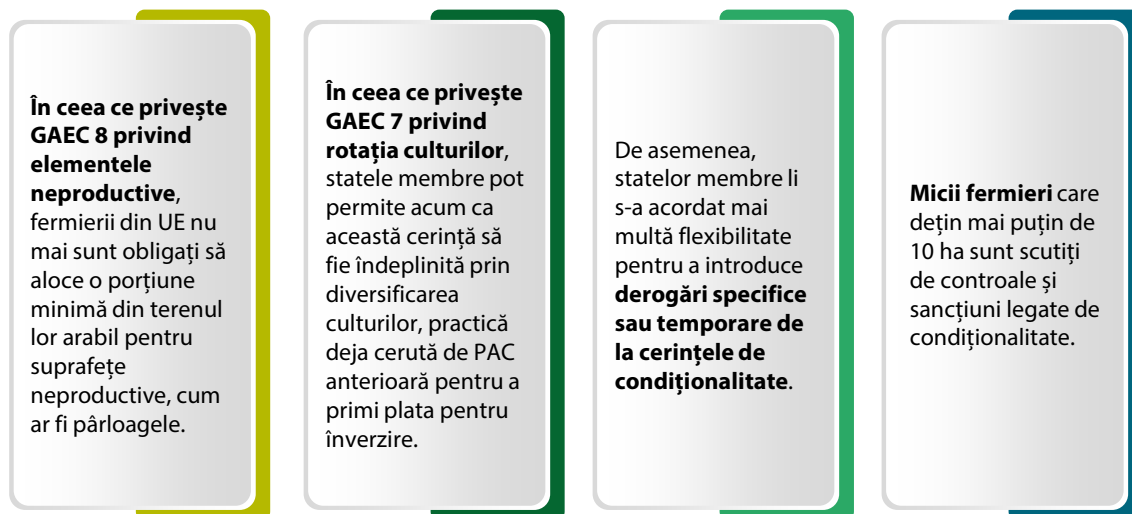 În ceea ce privește
GAEC 8 privind
elementele
neproductive,
fermierii din UE nu
mai sunt obligați să
aloce o porțiune
minimă din terenul
lor arabil pentru
suprafețe
neproductive, cum
ar fi pârloagele.
În ceea ce privește
GAEC 7 privind
rotația culturilor,
statele membre pot
permite acum ca
această cerință să
fie îndeplinită prin
diversificarea
culturilor, practică
deja cerută de PAC
anterioară pentru a
primi plata pentru
înverzire.
De asemenea,
statelor membre li
s-a acordat mai
multă flexibilitate
pentru a introduce
derogări specifice
sau temporare de
la cerințele de
condiționalitate.
Micii fermieri care
dețin mai puțin de
10 ha sunt scutiți
de controale și
sancțiuni legate de
condiționalitate.